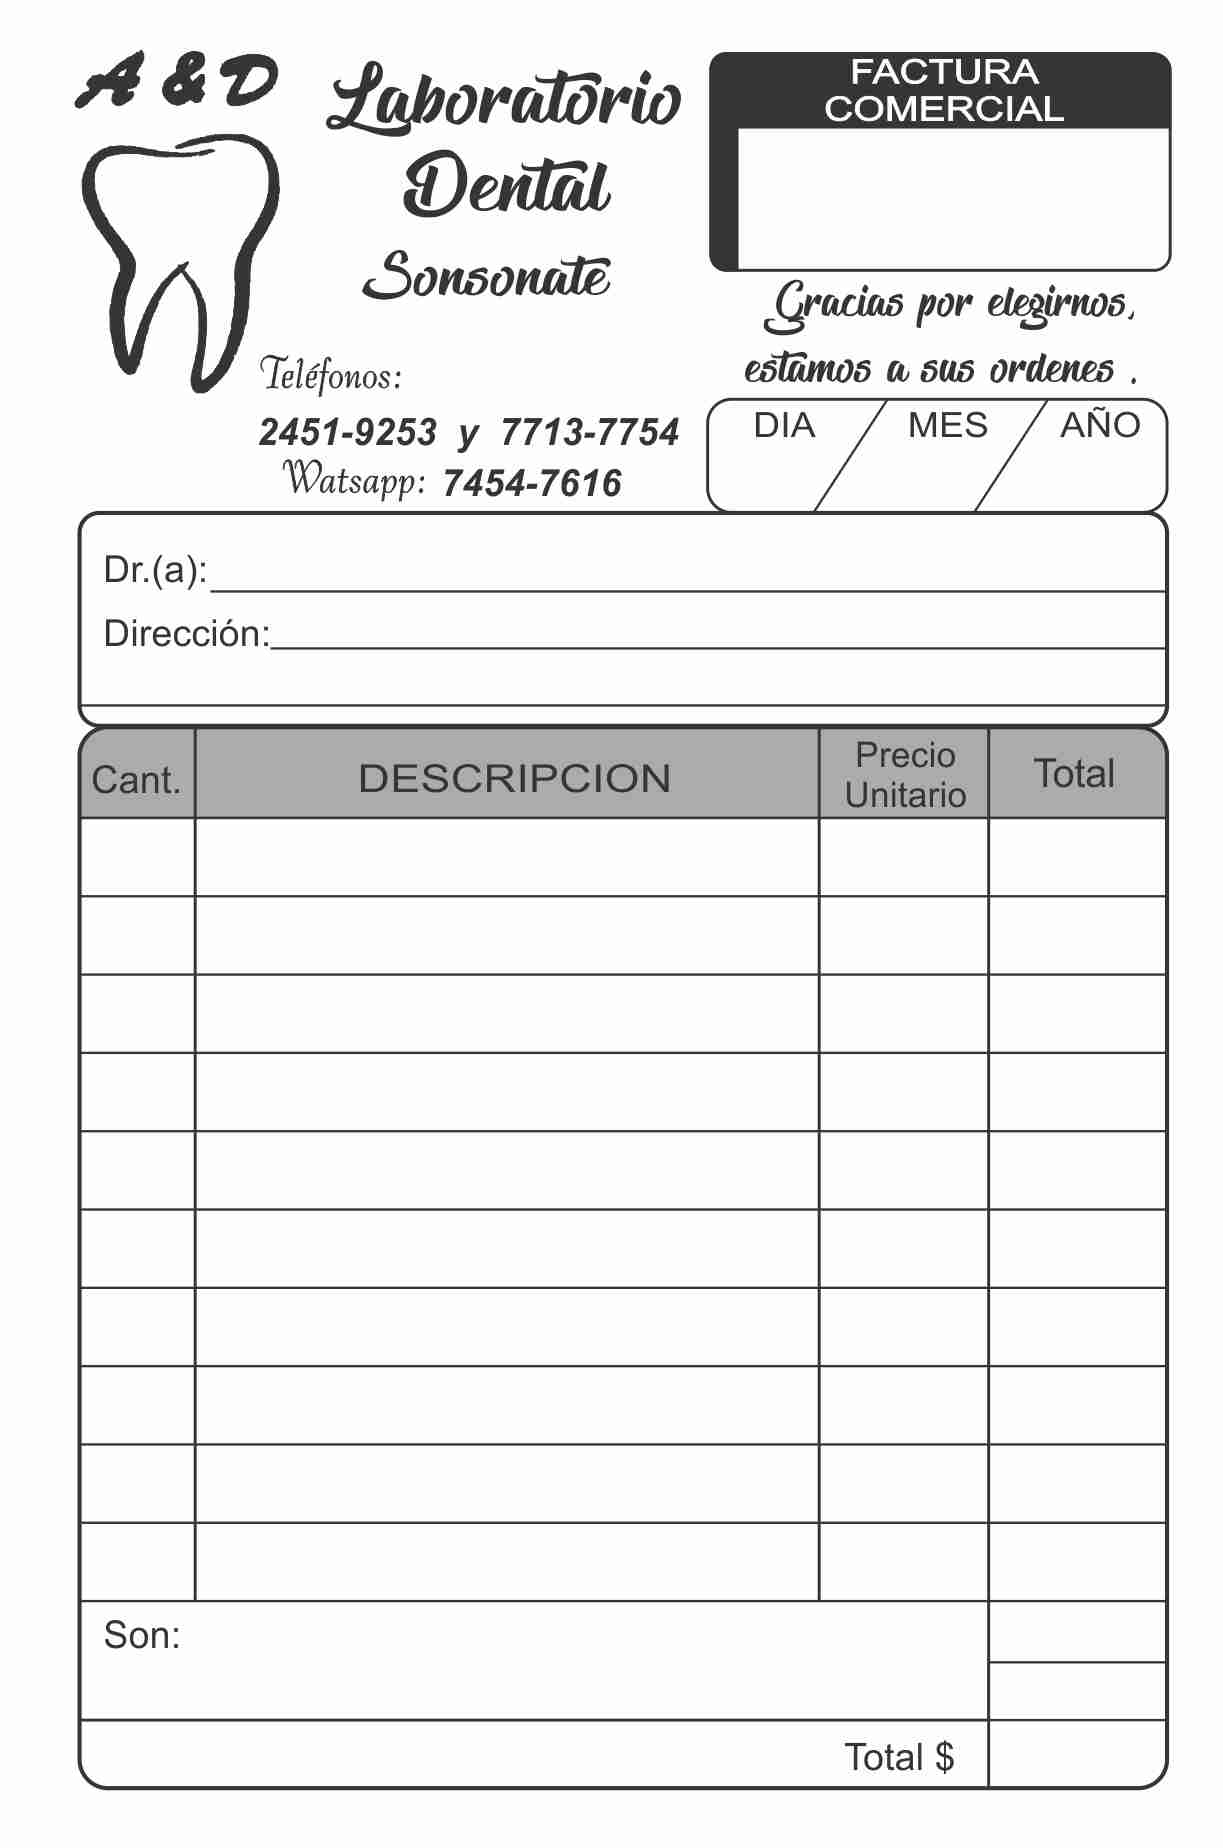 A & D
Laboratorio
Dental
Sonsonate
Teléfonos:
2451-9253 y 7713-7754
Watsapp: 7454-7616
FACTURA
COMERCIAL
Gracias por elegirnos,
estamos a sus ordenes .
DIA MES AÑO
Dr.(a):
Dirección:
Cant. DESCRIPCION Precio Unitario Total
Son:
Total $